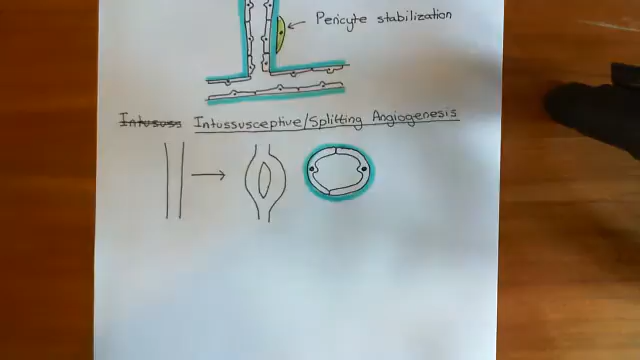 Pericyte stabilization
Intususs Intussusceptive/Splitting Angiogenesis